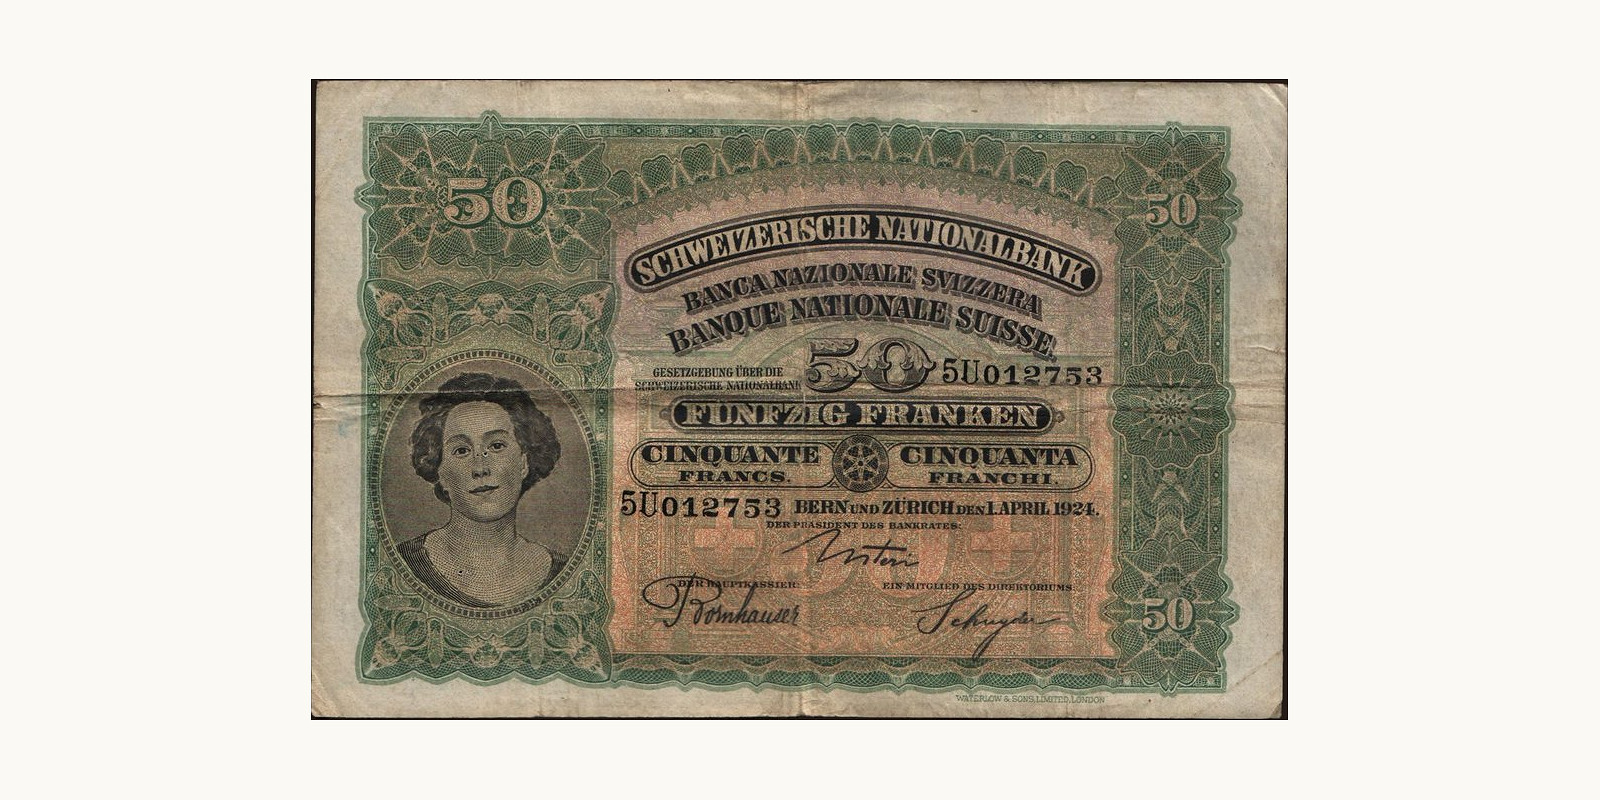 50
50
SCHWEIZERISCHE NATIONALBANK
BANCA NAZIONALE SVIZZERA
BANQUE NATIONALE SUISSE.
GESETZGEBUNG ÜBER DIE
SCHWEIZERISCHE NATIONALBANK
50
5U012753
FÜNFZIG FRANKEN
CINQUANTE
FRANCS.
CINQUANTA
FRANCHI.
5U012753 BERN UND ZÜRICH DEN 1. APRIL 1924.
DER PRÄSIDENT DES BANKRATES:
DER HAUPTKASSIER:
EIN MITGLIED DES DIREKTORIUMS:
Bornhauser
Schnyder
50
WATERLOW & SONS, LIMITED, LONDON